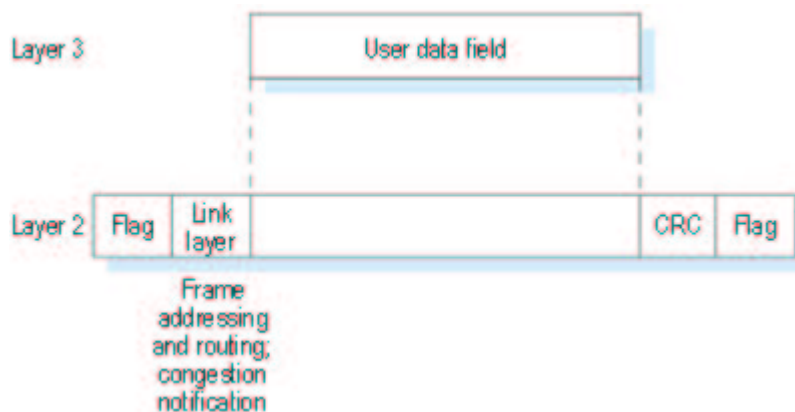 Layer 3
User data field
Layer 2
Flag
Link
layer
CRC
Flag
Frame
addressing
and routing;
congestion
notification